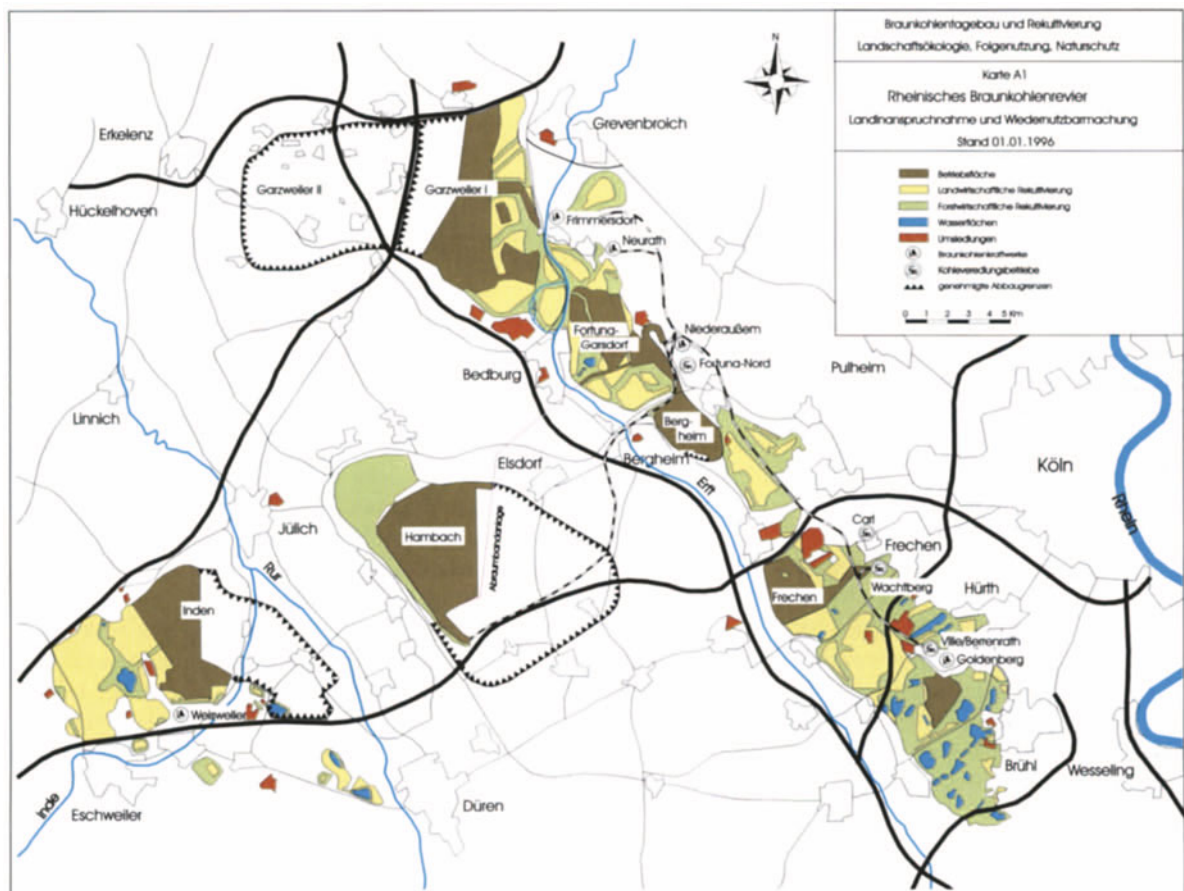 Braunkohlentagebau und Rekultivierung
Landschaftsökologie, Folgenutzung, Naturschutz
Karte A1
Rheinisches Braunkohlenrevier
Landinanspruchnahme und Wiedernutzbarmachung
Stand 01.01.1996
Betriebsfläche
Landwirtschaftliche Rekultivierung
Forstwirtschaftliche Rekultivierung
Wasserflächen
Umsiedlungen
Braunkohlenkraftwerke
Kohleveredlungsbetriebe
genehmigte Abbaugrenzen
0 1 2 3 4 5 Km
N
Erkelenz
Grevenbroich
Garzweiler II
Garzweiler I
Hückelhoven
Frimmersdorf
Neurath
Fortuna-
Garsdorf
Niederaußem
Fortuna-Nord
Pulheim
Bedburg
Linnich
Berg-
heim
Bergheim
Elsdorf
Erft
Köln
Rhein
Jülich
Hambach
Abraumbandanlage
Carl
Frechen
Rur
Wachtberg
Hürth
Inden
Frechen
Ville/Berrenrath
Goldenberg
Weisweiler
Brühl
Wesseling
Inde
Eschweiler
Düren